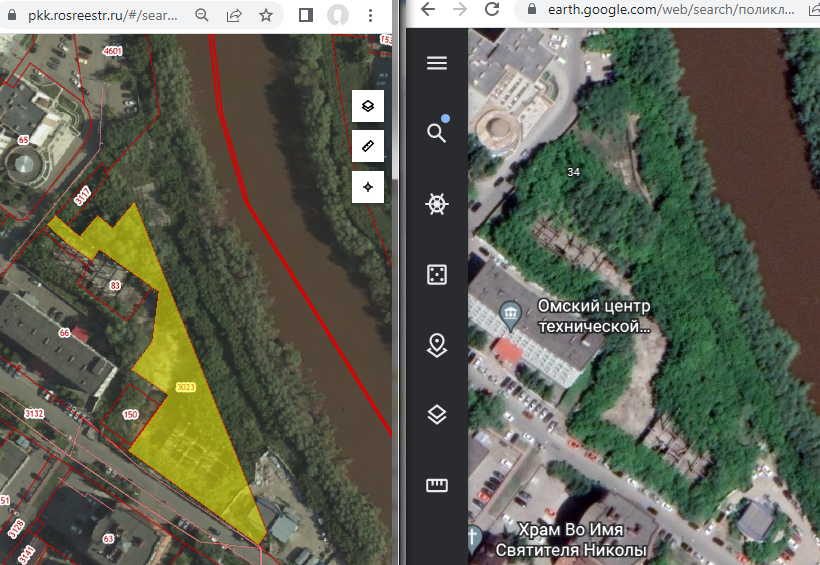 pkk.rosreestr.ru/#/sear...
earth.google.com/web/search/поликл...
4601
153
65
3117
83
66
3023
150
3132
51
3128
3141
63
34
Омский центр
технической...
Храм Во Имя
Святителя Николы